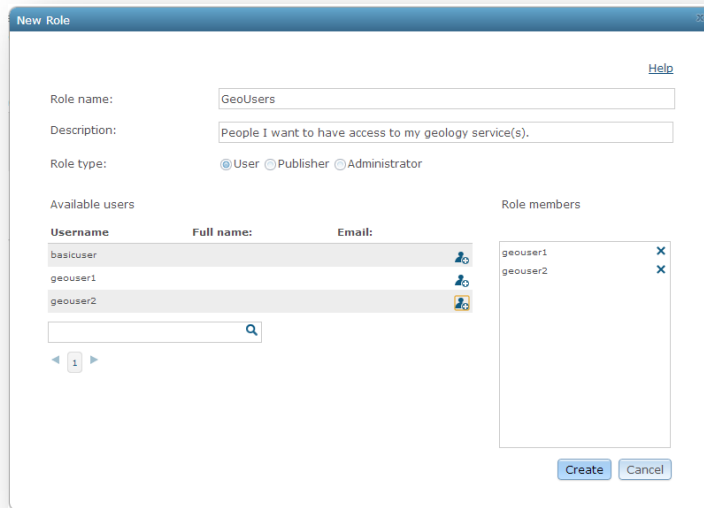 New Role
Help
Role name: GeoUsers
Description: People I want to have access to my geology service(s).
Role type: User Publisher Administrator
Available users Role members
Username Full name: Email:
basicuser
geouser1
geouser2
geouser1
geouser2
1
Create Cancel